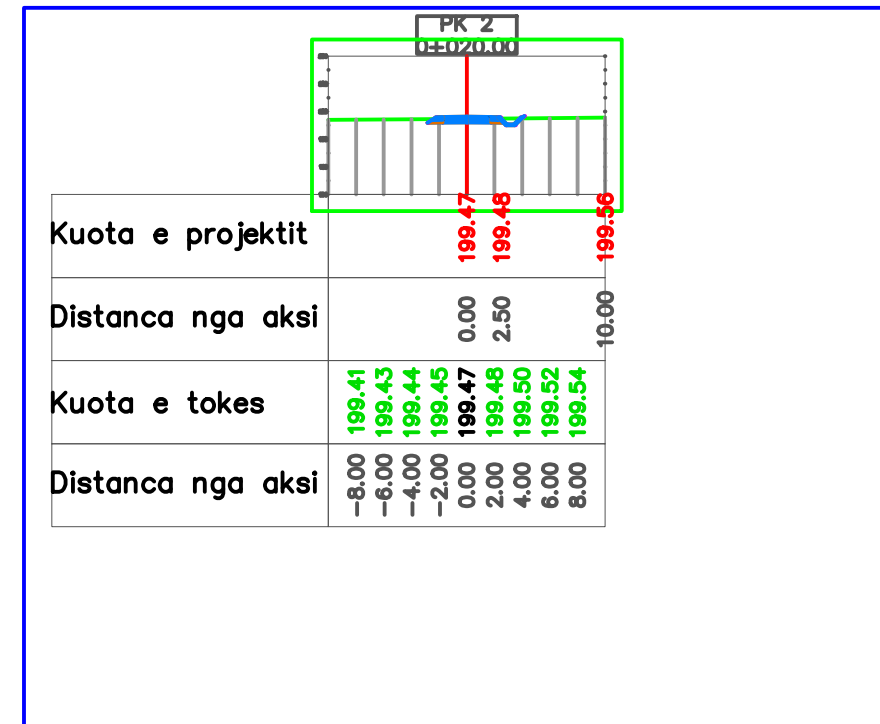 PK 2
0+020.00
Kuota e projektit 199.47 199.48 199.56
Distanca nga aksi 0.00 2.50 10.00
Kuota e tokes 199.41 199.43 199.44 199.45 199.47 199.48 199.50 199.52 199.54
Distanca nga aksi -8.00 -6.00 -4.00 -2.00 0.00 2.00 4.00 6.00 8.00